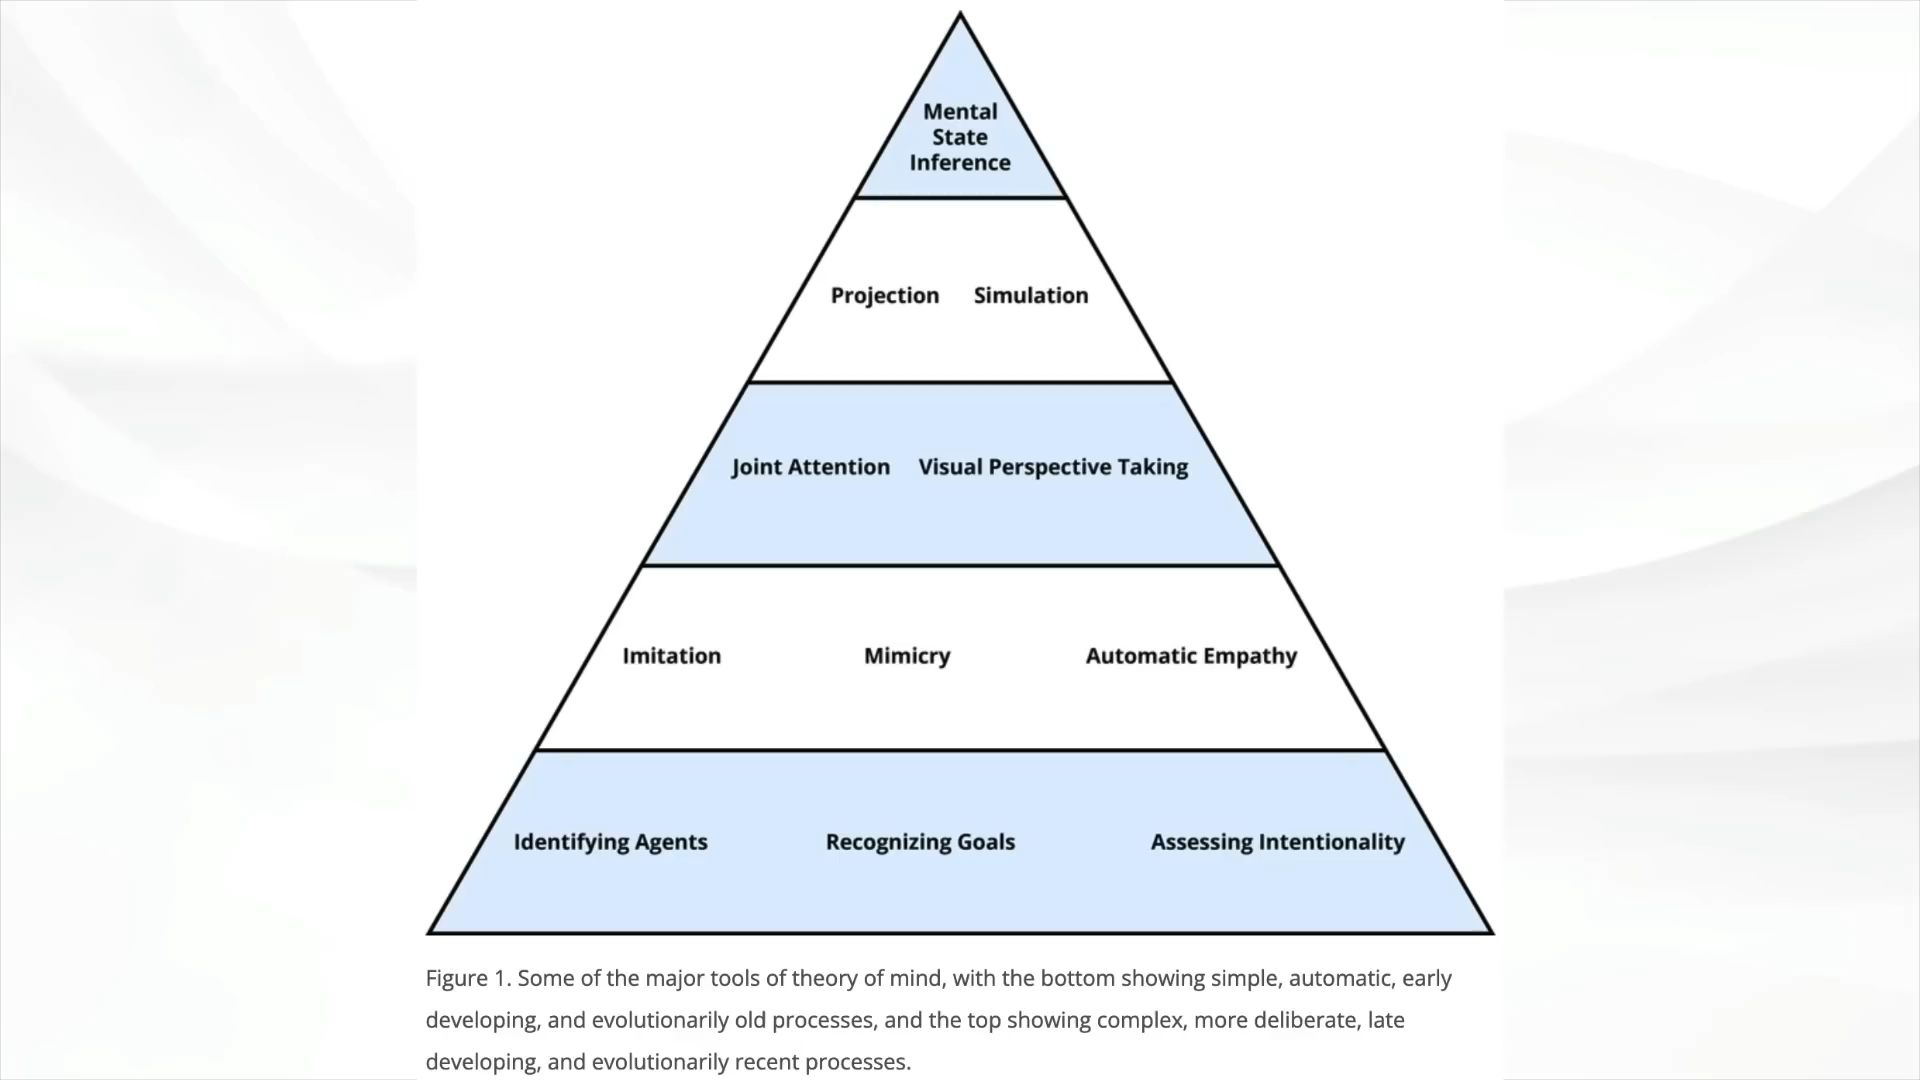 Mental
State
Inference
Projection Simulation
Joint Attention Visual Perspective Taking
Imitation Mimicry Automatic Empathy
Identifying Agents Recognizing Goals Assessing Intentionality
Figure 1. Some of the major tools of theory of mind, with the bottom showing simple, automatic, early
developing, and evolutionarily old processes, and the top showing complex, more deliberate, late
developing, and evolutionarily recent processes.